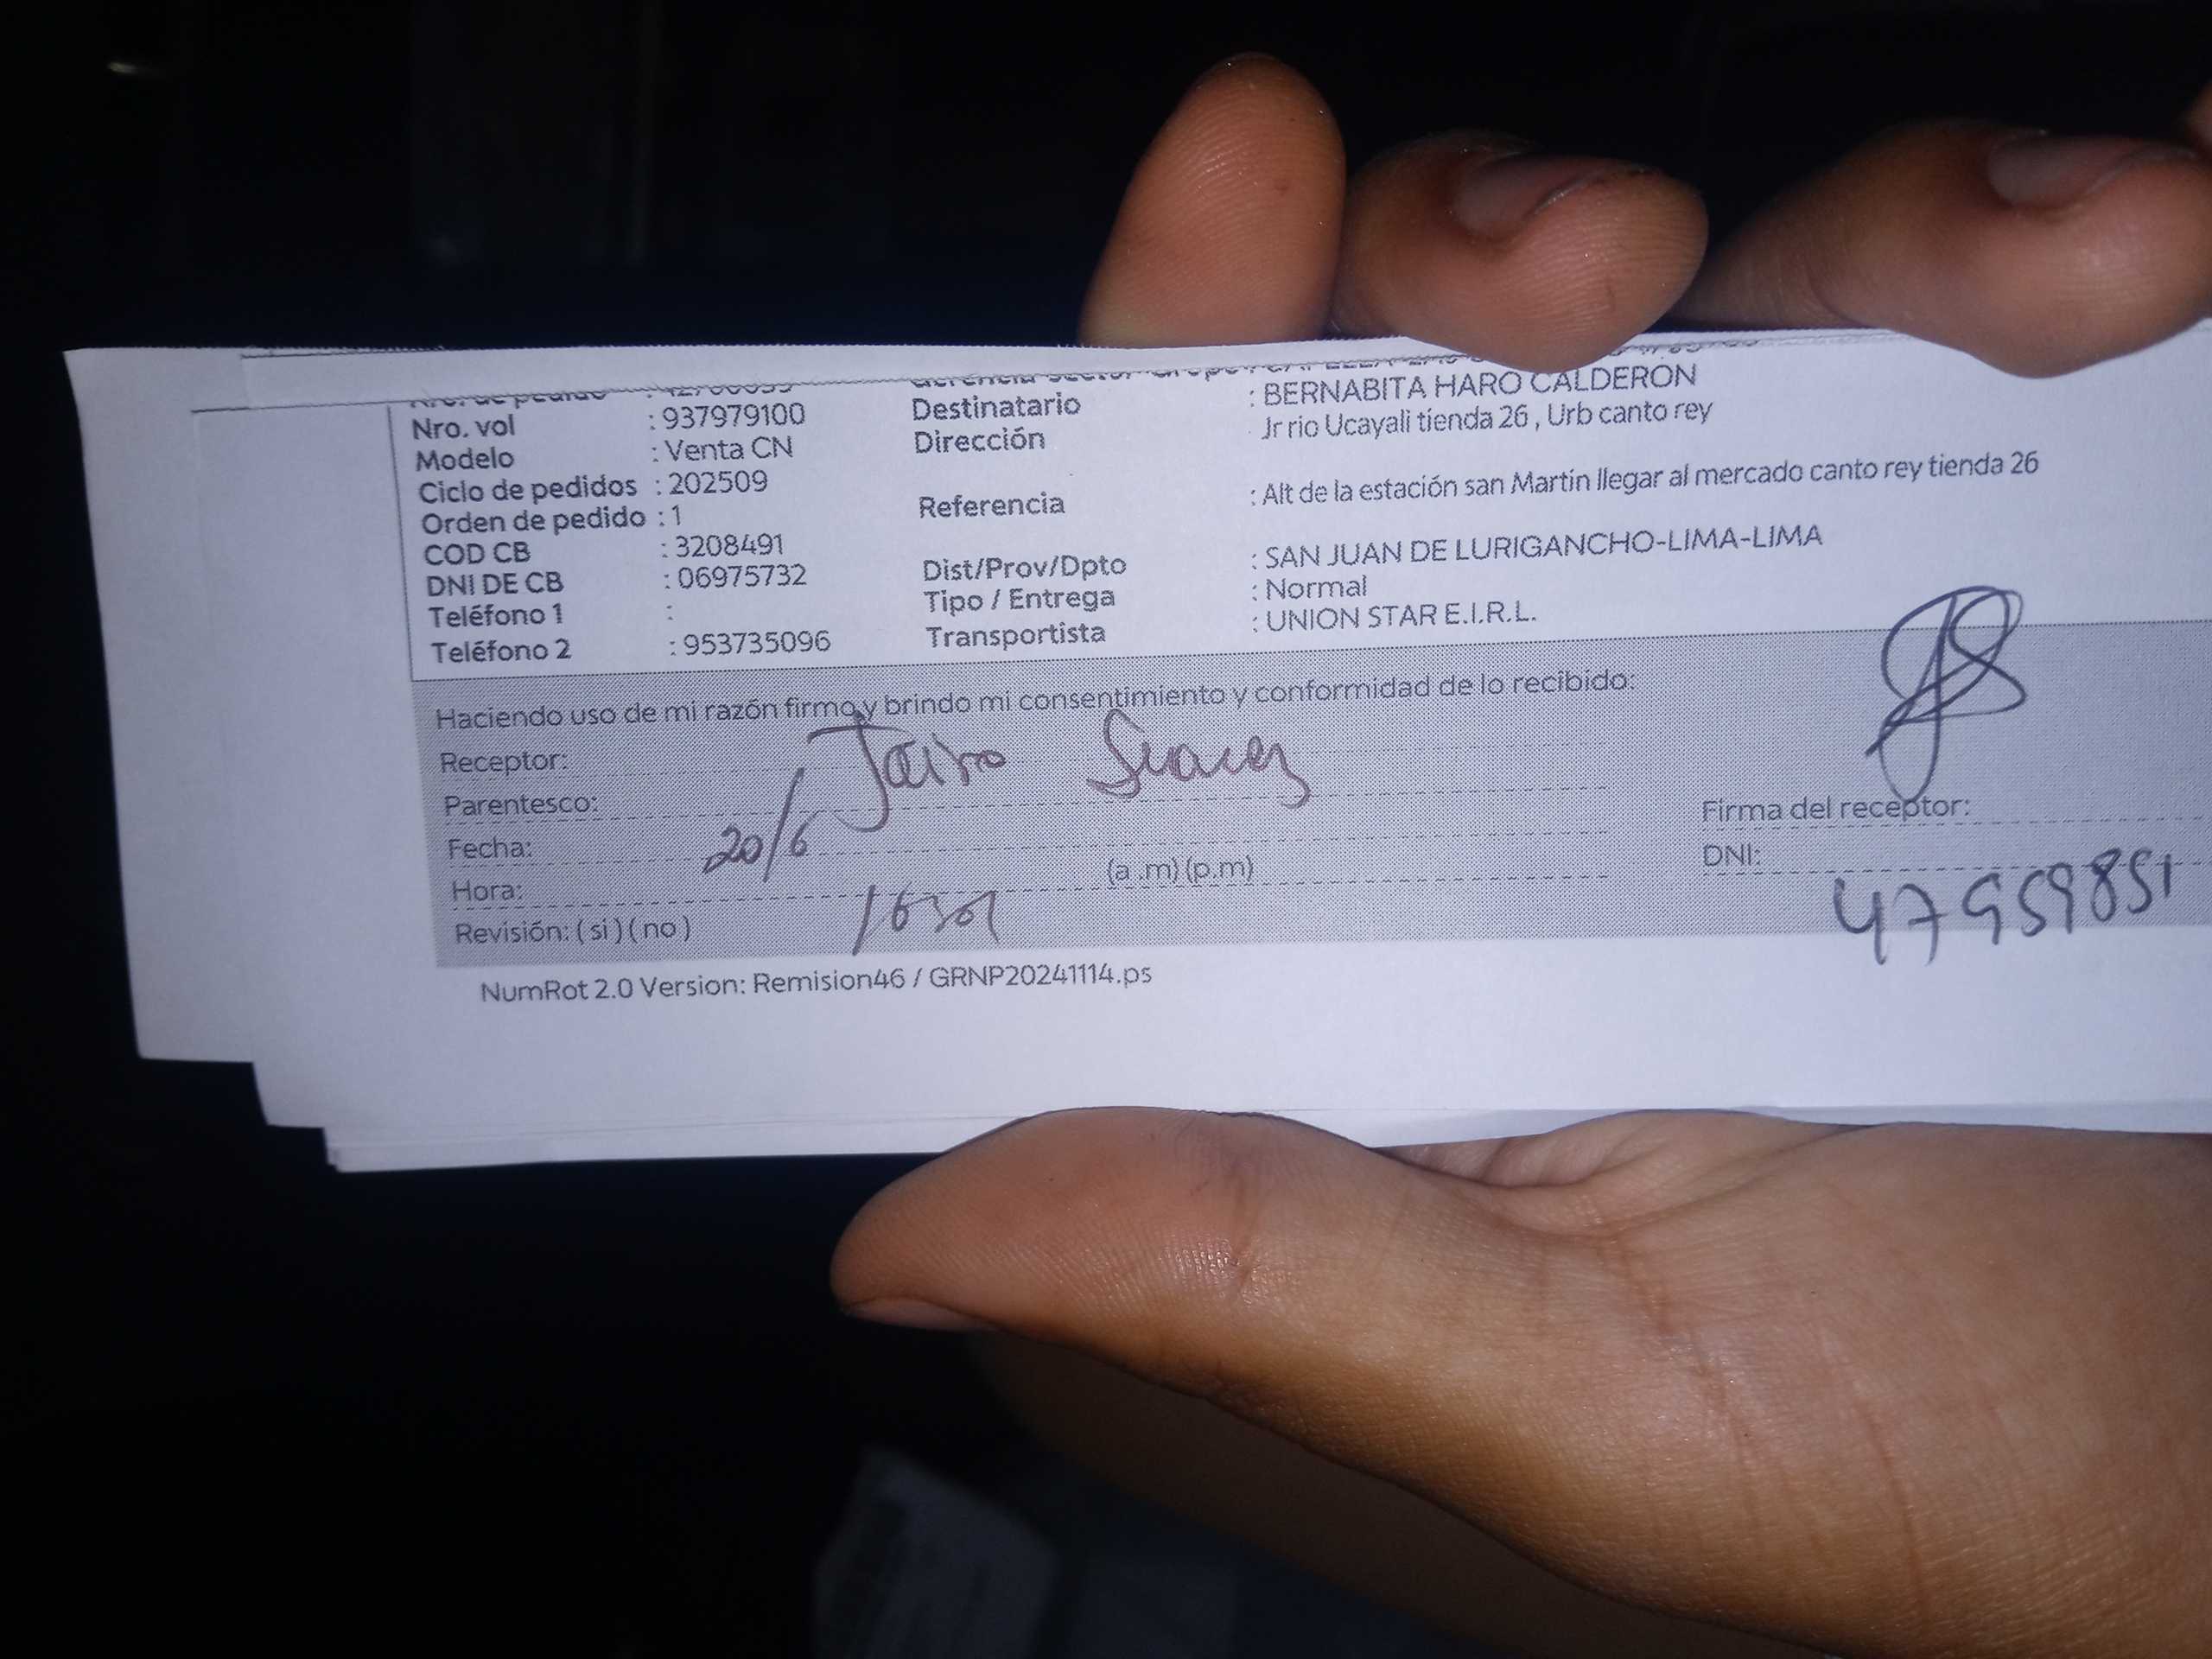 Nro. de pedido
Nro. vol : 937979100 Destinatario : BERNABITA HARO CALDERON
Modelo : Venta CN Dirección Jr rio Ucayali tienda 26 , Urb canto rey
Ciclo de pedidos : 202509
Orden de pedido : 1 Referencia : Alt de la estación san Martin llegar al mercado canto rey tienda 26
COD CB : 3208491
DNI DE CB : 06975732 Dist/Prov/Dpto : SAN JUAN DE LURIGANCHO-LIMA-LIMA
Teléfono 1 : Tipo / Entrega : Normal
Teléfono 2 : 953735096 Transportista : UNION STAR E.I.R.L.
Haciendo uso de mi razón firmo y brindo mi consentimiento y conformidad de lo recibido:
Receptor: Jairo Suarez
Parentesco: Firma del receptor:
Fecha: 20/6 DNI: 47959851
Hora: (a .m) (p.m)
Revisión: ( si ) ( no )
NumRot 2.0 Version: Remision46 / GRNP20241114.ps